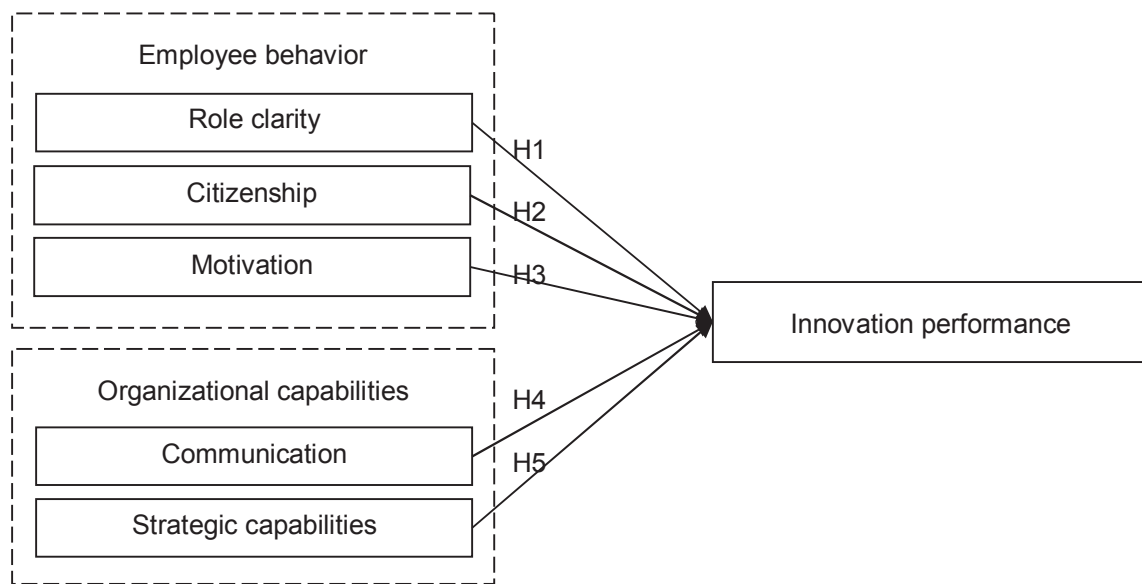 Employee behavior
Role clarity
H1
Citizenship
H2
Motivation
H3
Innovation performance
Organizational capabilities
H4
Communication
H5
Strategic capabilities